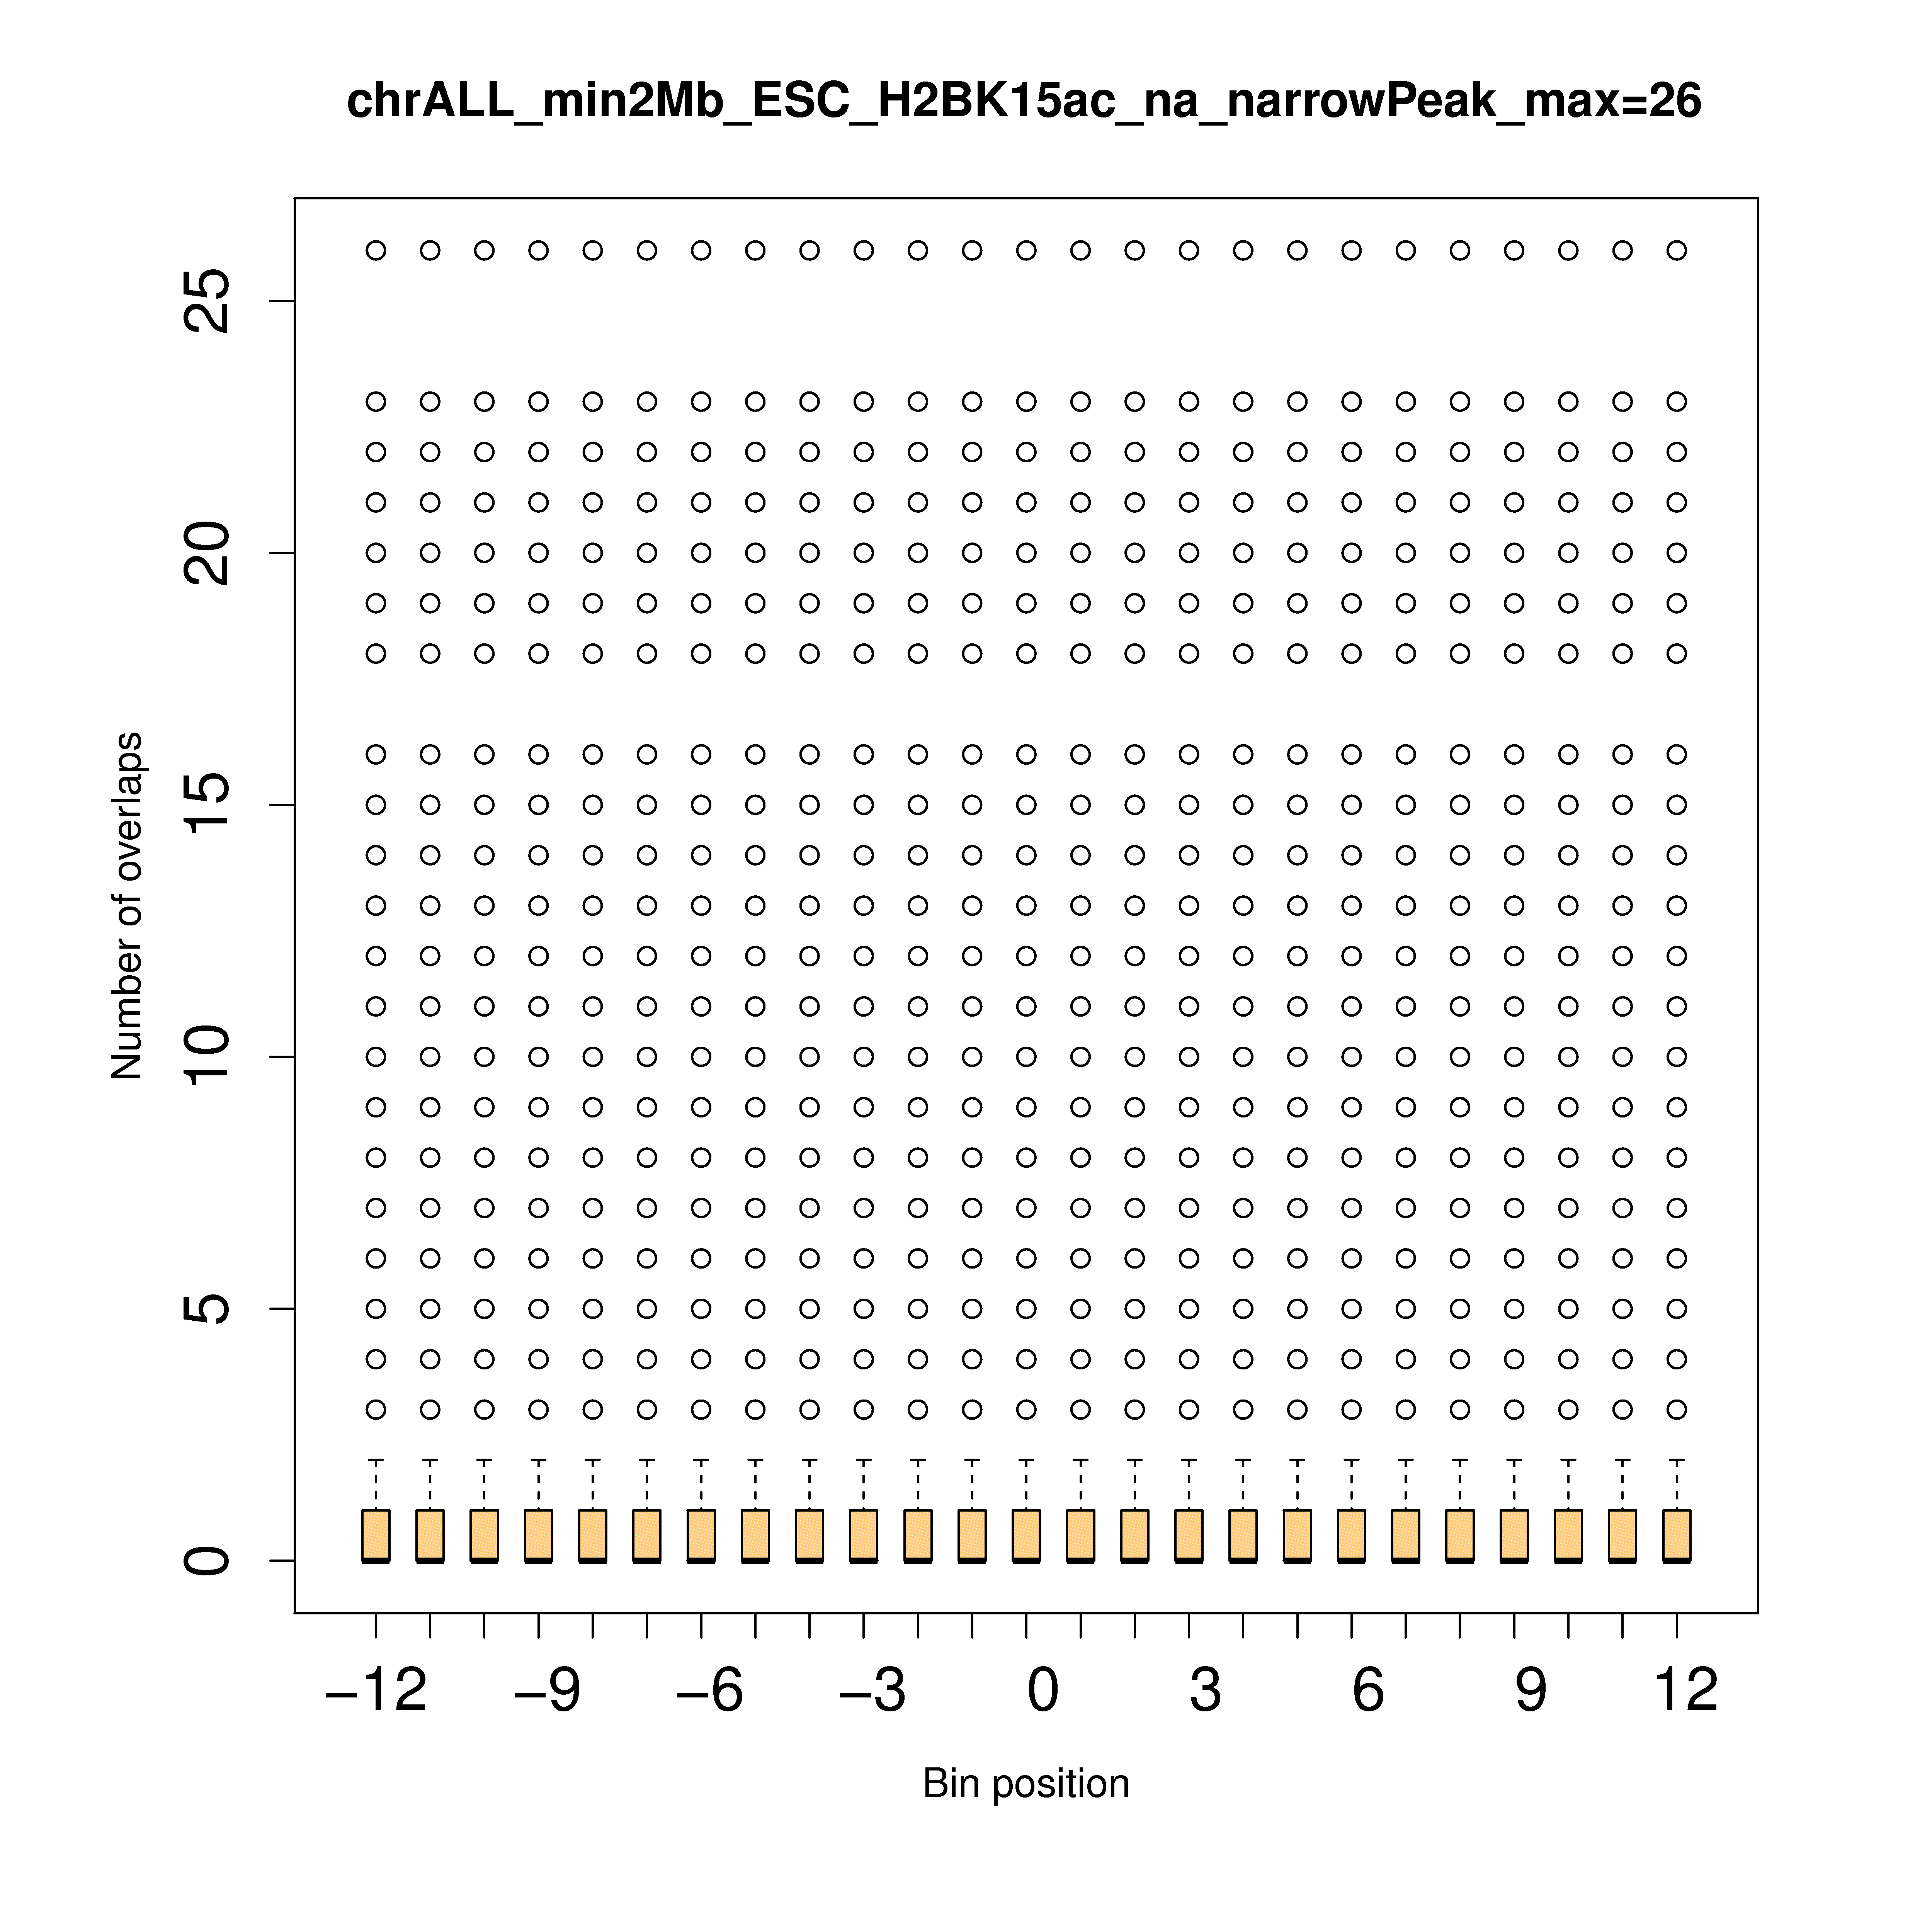 chrALL_min2Mb_ESC_H2BK15ac_na_narrowPeak_max=26
25
20
15
10
5
0
Number of overlaps
−12 −9 −6 −3 0 3 6 9 12
Bin position